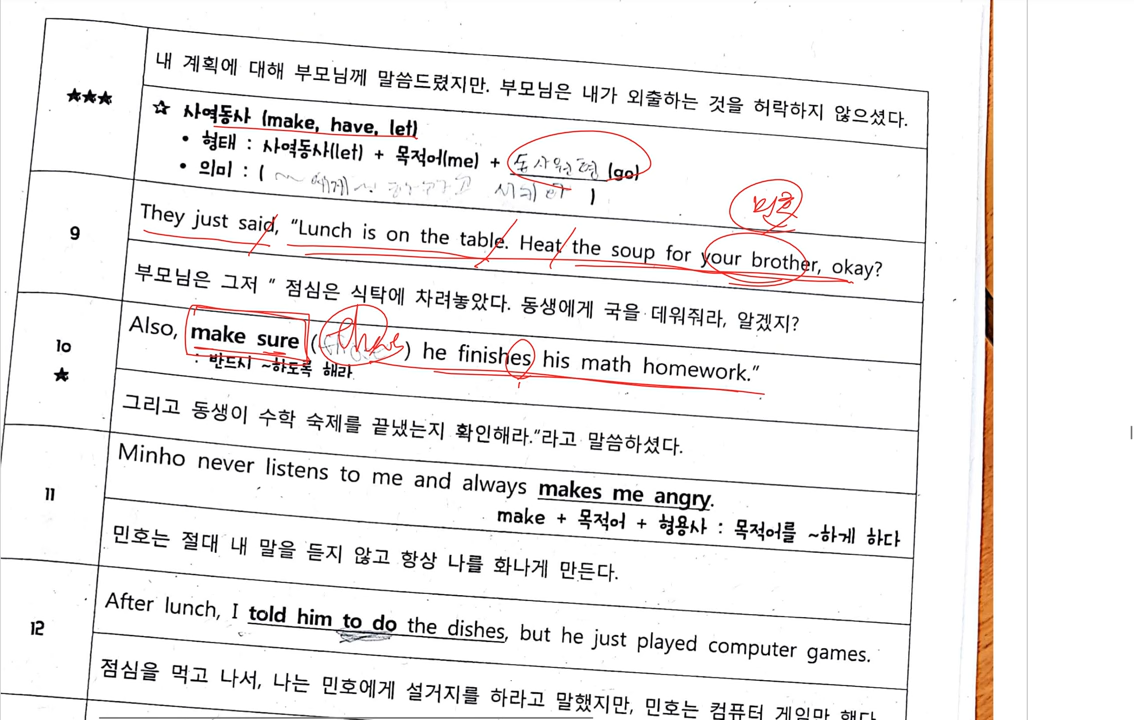 내 계획에 대해 부모님께 말씀드렸지만. 부모님은 내가 외출하는 것을 허락하지 않으셨다.
★★★
☆ 사역동사 (make, have, let)
• 형태 : 사역동사(let) + 목적어(me) + 동사원형 (go)
• 의미 : ( ~~에게 시키다 )
민호
9
They just said, "Lunch is on the table. Heat the soup for your brother, okay?
부모님은 그저 " 점심은 식탁에 차려놓았다. 동생에게 국을 데워줘라, 알겠지?
10
★
Also, make sure ( ) he finishes his math homework."
: 반드시 ~하도록 해라
그리고 동생이 수학 숙제를 끝냈는지 확인해라."라고 말씀하셨다.
11
Minho never listens to me and always makes me angry.
make + 목적어 + 형용사 : 목적어를 ~하게 하다
민호는 절대 내 말을 듣지 않고 항상 나를 화나게 만든다.
12
After lunch, I told him to do the dishes, but he just played computer games.
점심을 먹고 나서, 나는 민호에게 설거지를 하라고 말했지만, 민호는 컴퓨터 게임만 했다